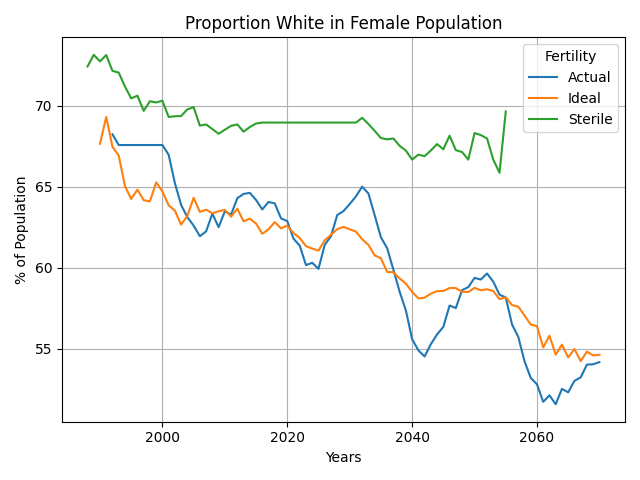 Proportion White in Female Population
Fertility
Actual
Ideal
Sterile
% of Population
70
65
60
55
2000
2020
2040
2060
Years